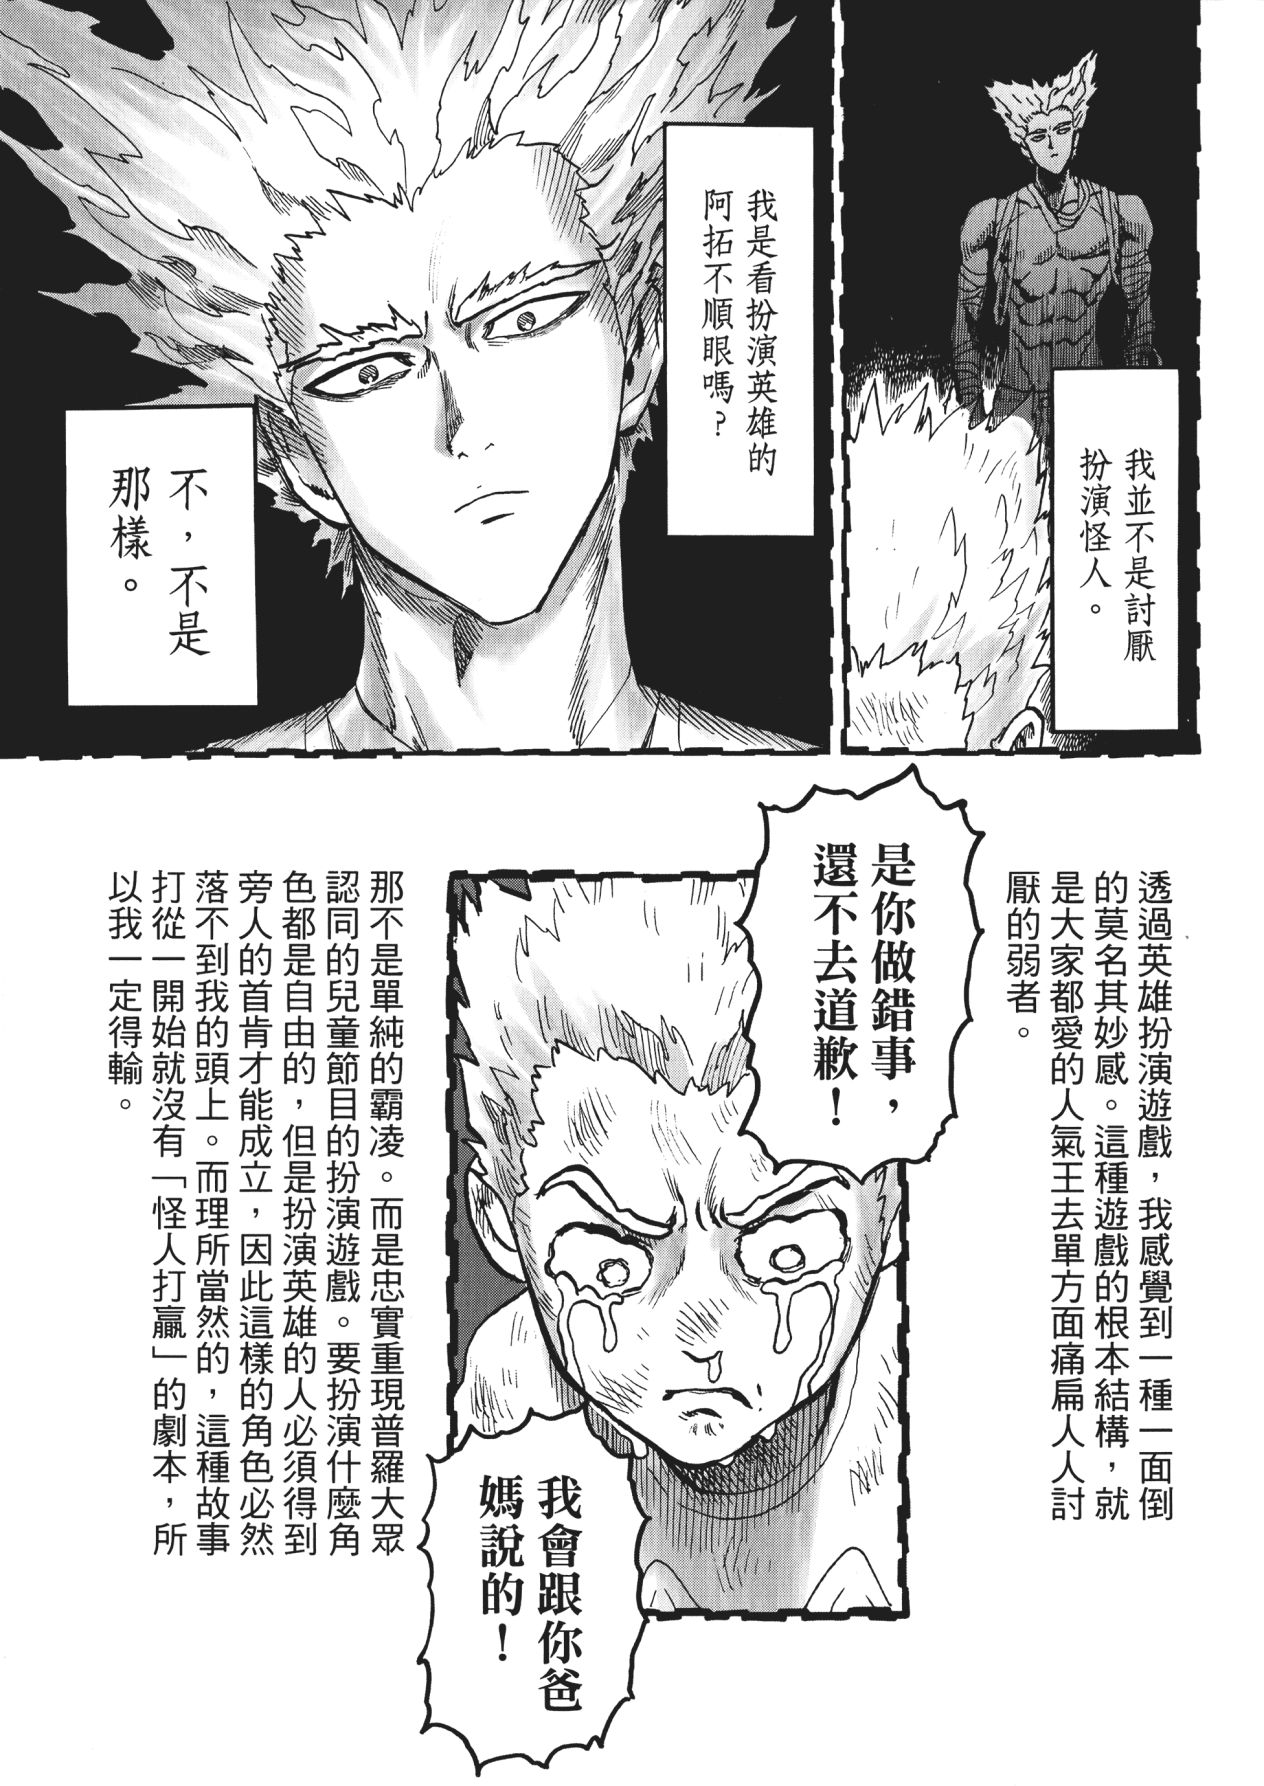 我並不是討厭
扮演怪人。
我是看扮演英雄的
阿拓不順眼嗎？
不，不是
那樣。
透過英雄扮演遊戲，我感覺到一種一面倒
的莫名其妙感。這種遊戲的根本結構，就
是大家都愛的人氣王去單方面痛扁人人討
厭的弱者。
是你做錯事，
還不去道歉！
我會跟你爸
媽說的！
那不是單純的霸凌。而是忠實重現普羅大眾
認同的兒童節目的扮演遊戲。要扮演什麼角
色都是自由的，但是扮演英雄的人必須得到
旁人的首肯才能成立，因此這樣的角色必然
落不到我的頭上。而理所當然的，這種故事
打從一開始就沒有「怪人打贏」的劇本，所
以我一定得輸。